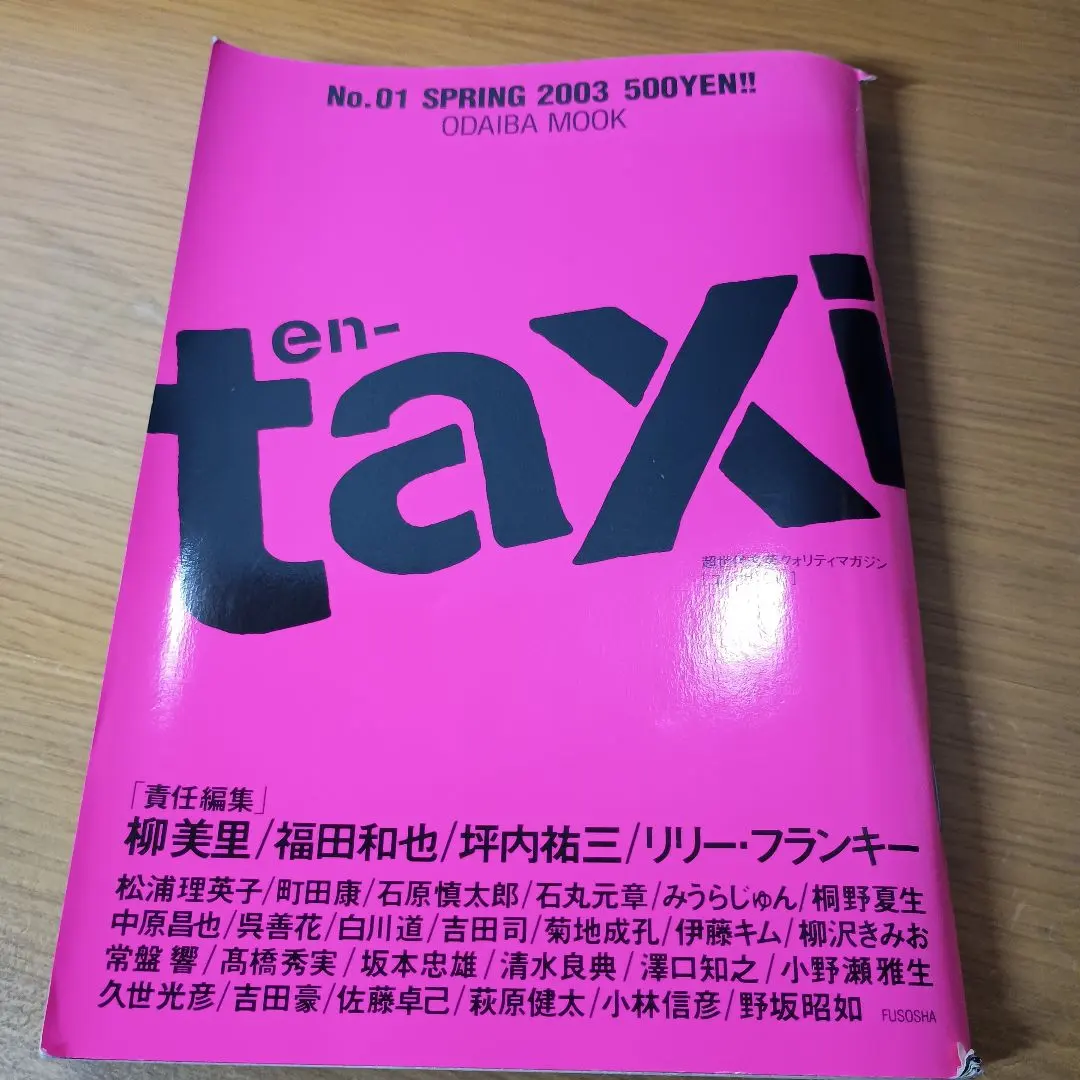 No.01 SPRING 2003 500YEN!!
ODAIBA MOOK
en-
taxi
超世代文芸クォリティマガジン
「責任編集」
柳美里/福田和也/坪内祐三/リリー・フランキー
松浦理英子/町田康/石原慎太郎/石丸元章/みうらじゅん/桐野夏生
中原昌也/呉善花/白川道/吉田司/菊地成孔/伊藤キム/柳沢きみお
常盤響/髙橋秀実/坂本忠雄/清水良典/澤口知之/小野瀬雅生
久世光彦/吉田豪/佐藤卓己/萩原健太/小林信彦/野坂昭如
FUSOSHA